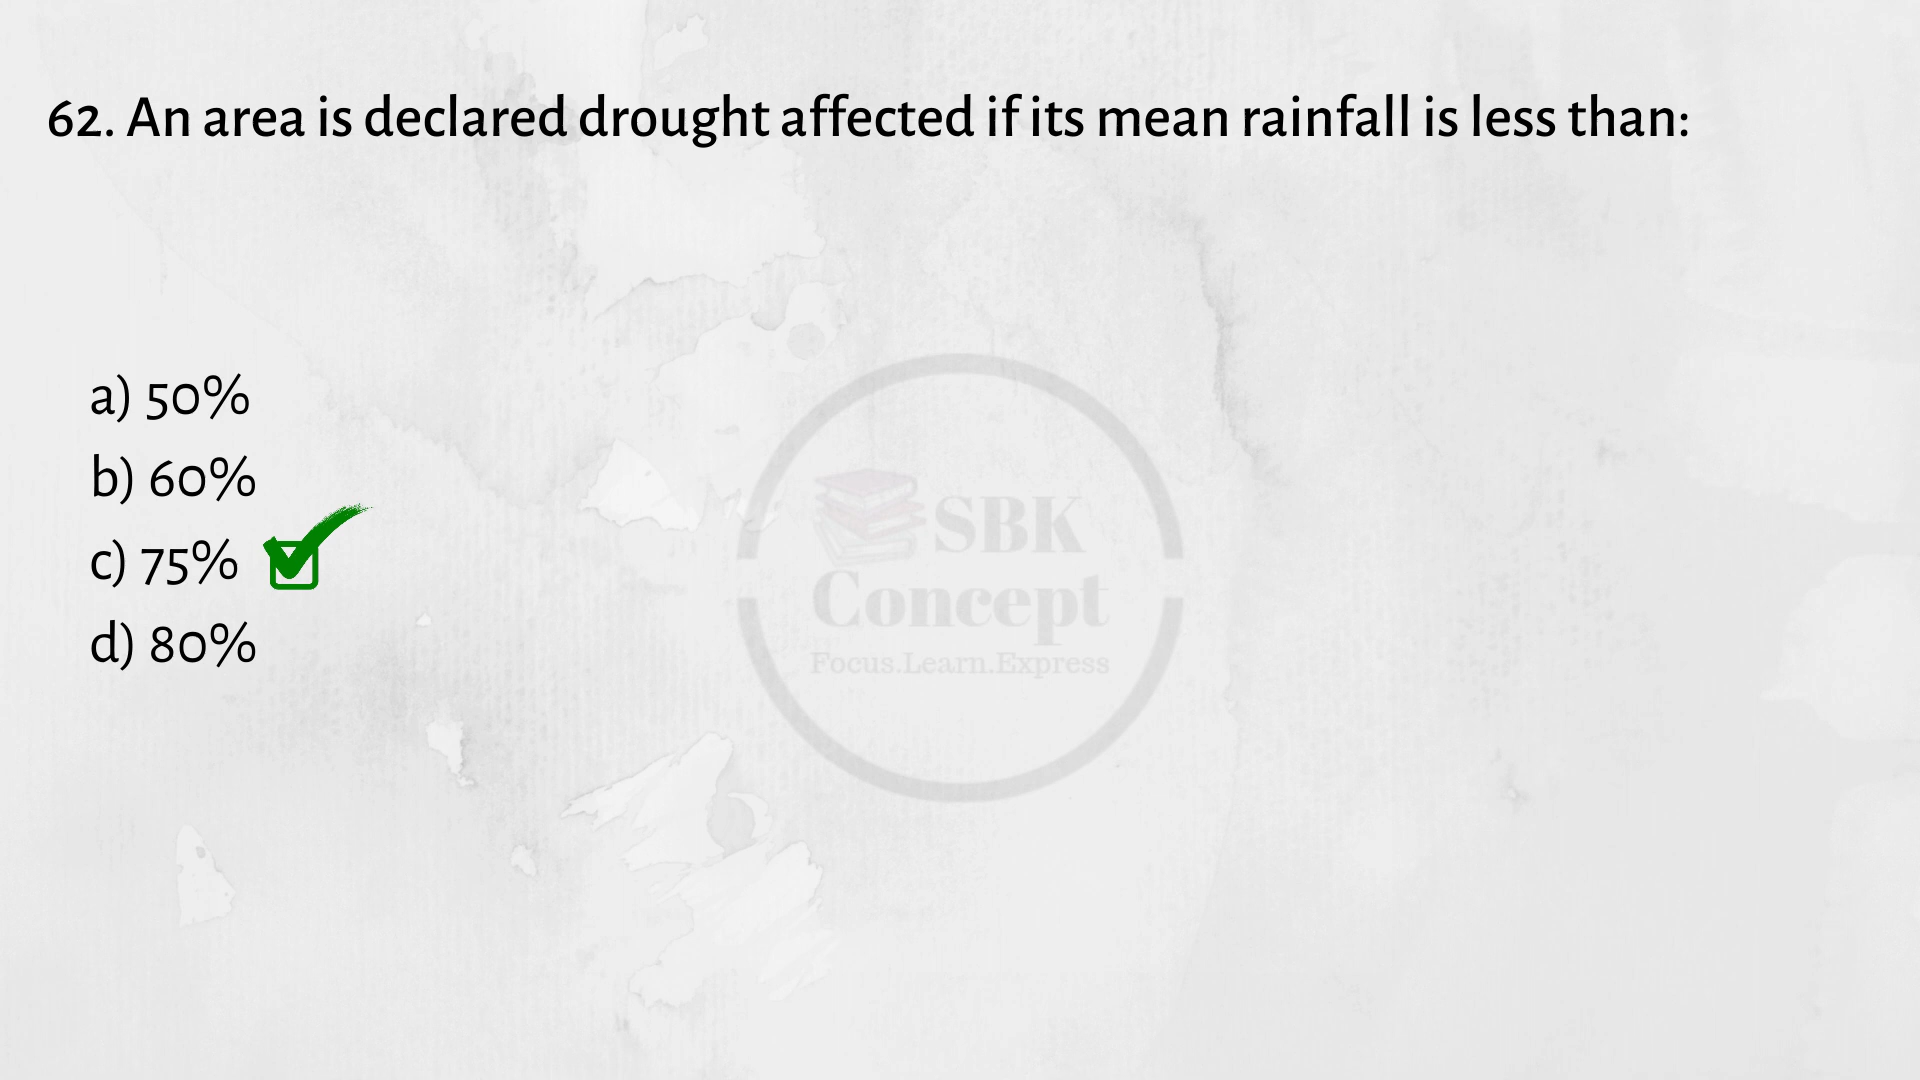 62. An area is declared drought affected if its mean rainfall is less than:
a) 50%
b) 60%
c) 75%
d) 80%
SBK
Concept
Focus.Learn.Express